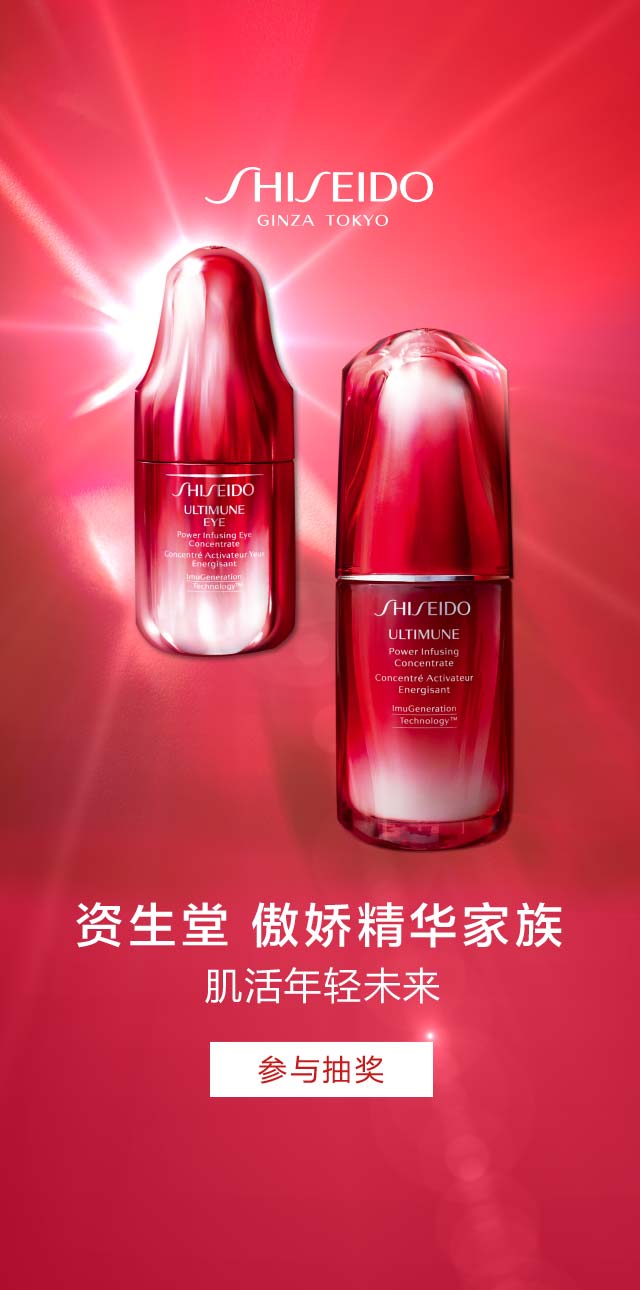 SHISEIDO
GINZA TOKYO
SHISEIDO
ULTIMUNE
EYE
Power Infusing Eye
Concentrate
Concentré Activateur Yeux
Energisant
ImuGeneration
Technology™
SHISEIDO
ULTIMUNE
Power Infusing
Concentrate
Concentré Activateur
Energisant
ImuGeneration
Technology™
资生堂 傲娇精华家族
肌活年轻未来
参与抽奖